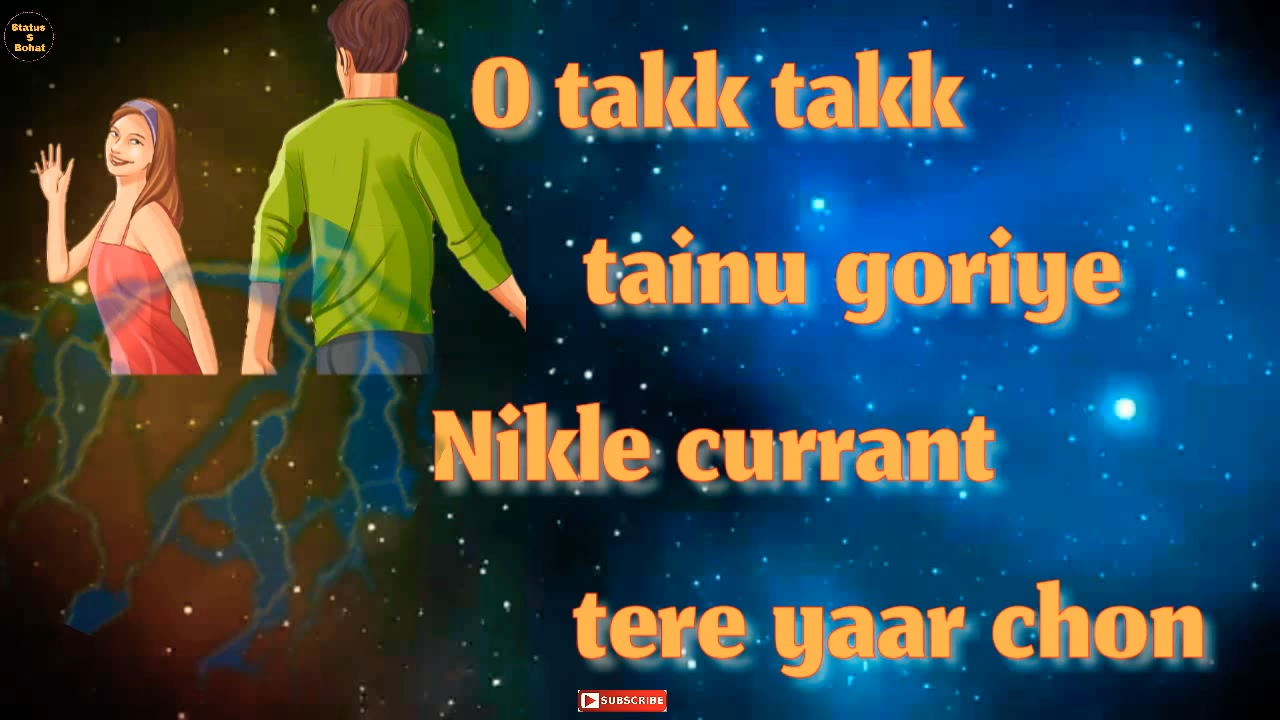 Status
S
Bohat
O takk takk
tainu goriye
Nikle currant
tere yaar chon
SUBSCRIBE